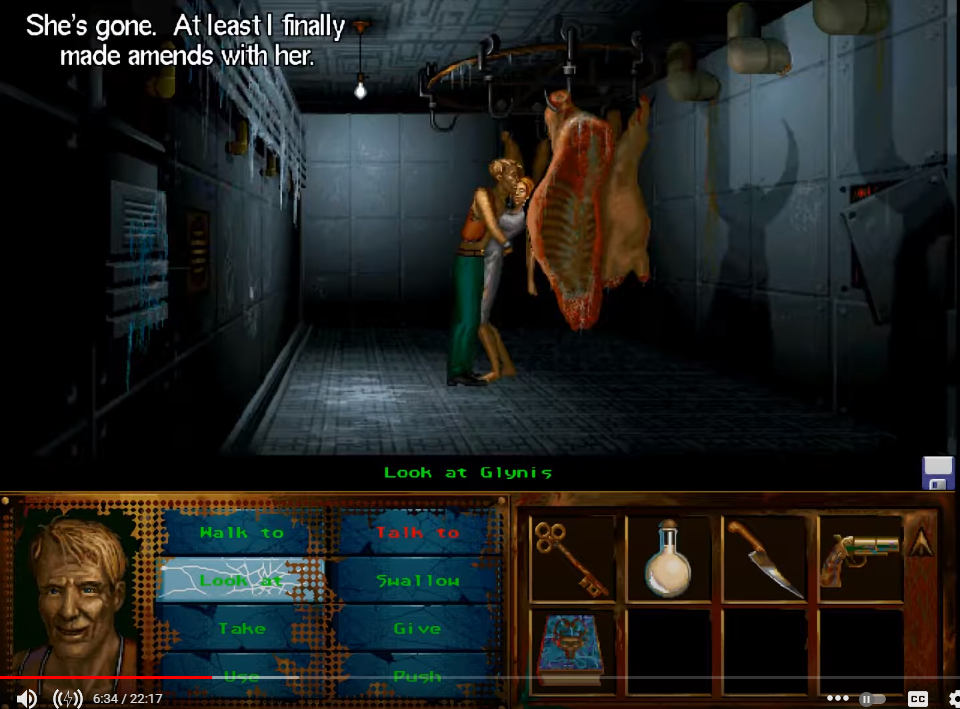 She's gone. At least I finally
made amends with her.
Look at Glynis
Walk to
Talk to
Look at
Swallow
Take
Give
Use
Push
6:34 / 22:17
CC